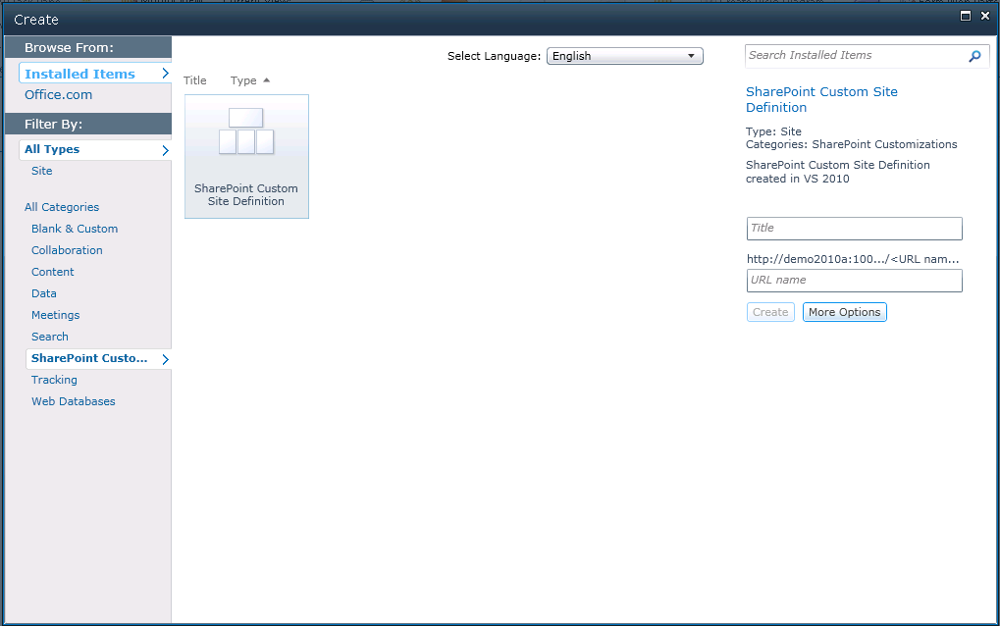 Create
Browse From:
Installed Items
Office.com
Filter By:
All Types
Site
All Categories
Blank & Custom
Collaboration
Content
Data
Meetings
Search
SharePoint Custo...
Tracking
Web Databases
Select Language: English
Title Type
SharePoint Custom
Site Definition
Search Installed Items
SharePoint Custom Site
Definition
Type: Site
Categories: SharePoint Customizations
SharePoint Custom Site Definition
created in VS 2010
Title
http://demo2010a:100.../<URL nam...
URL name
Create More Options